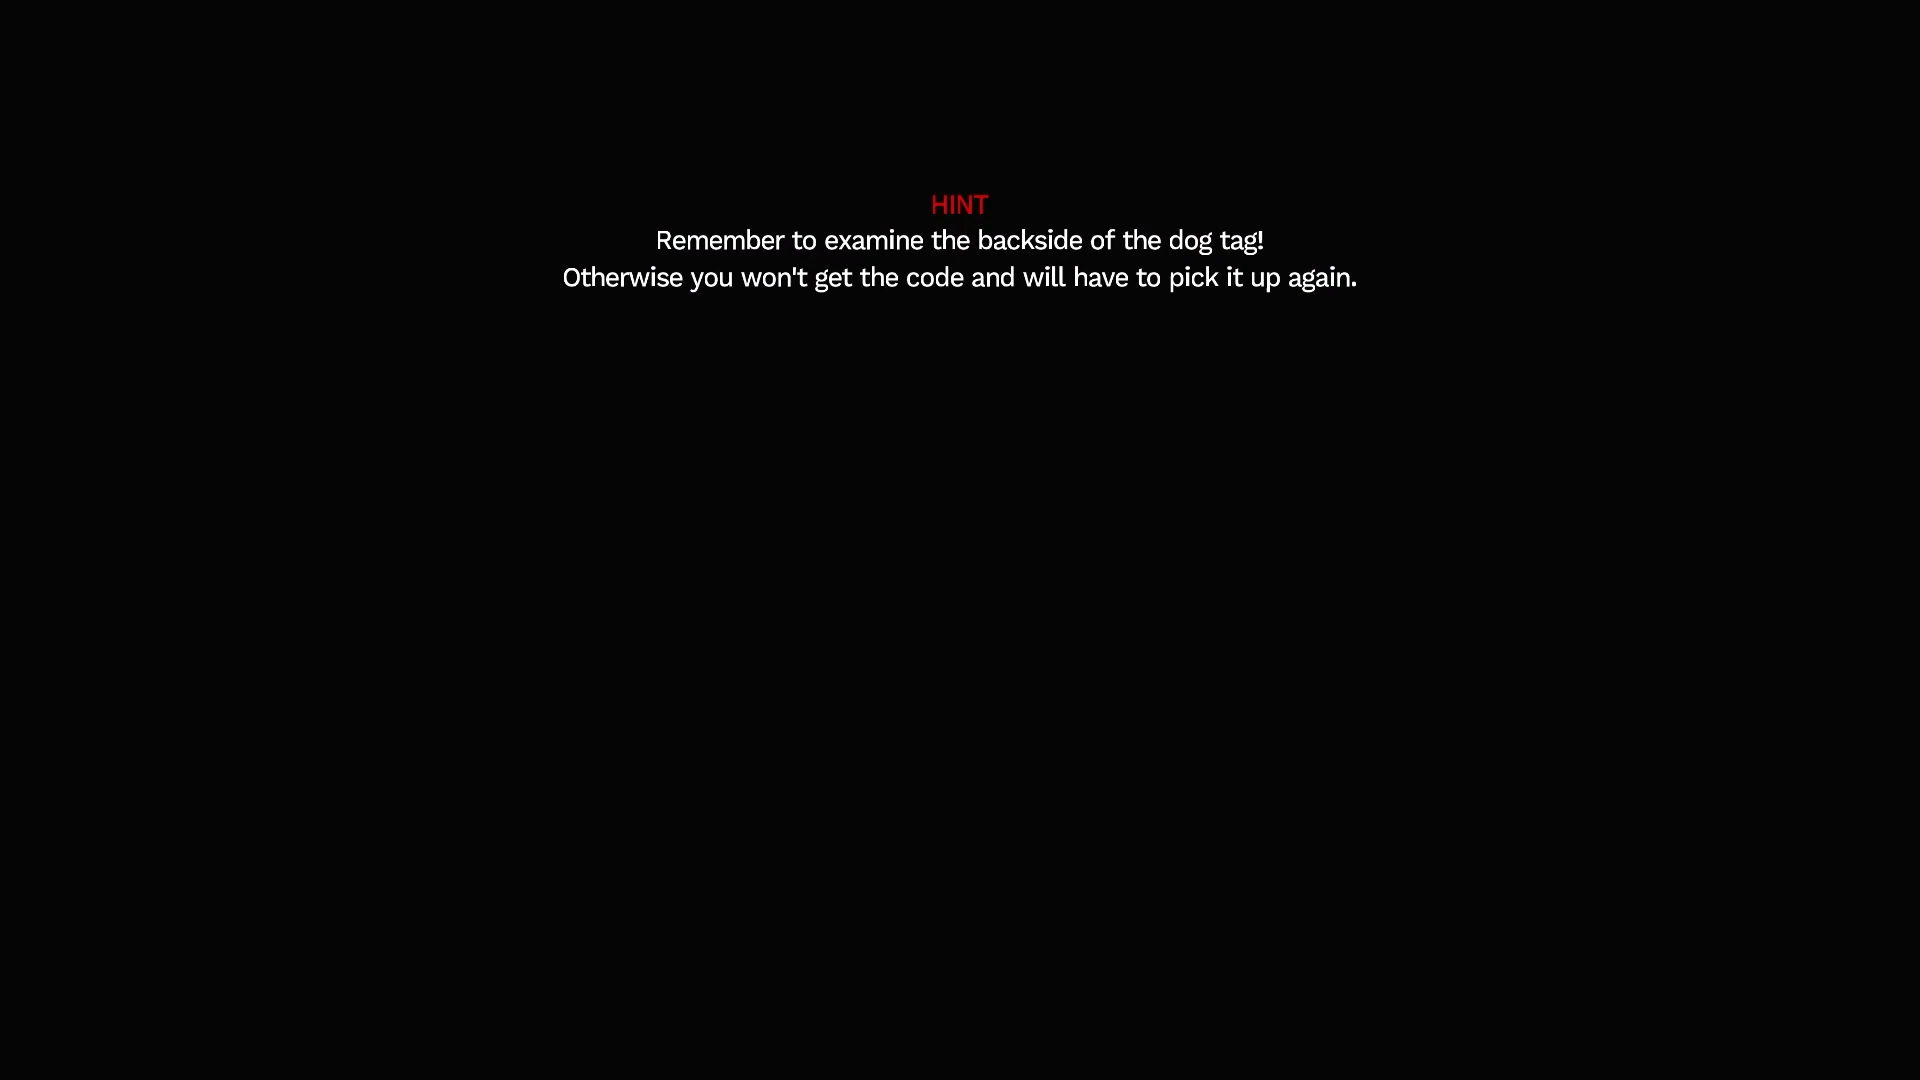 HINT
Remember to examine the backside of the dog tag!
Otherwise you won't get the code and will have to pick it up again.